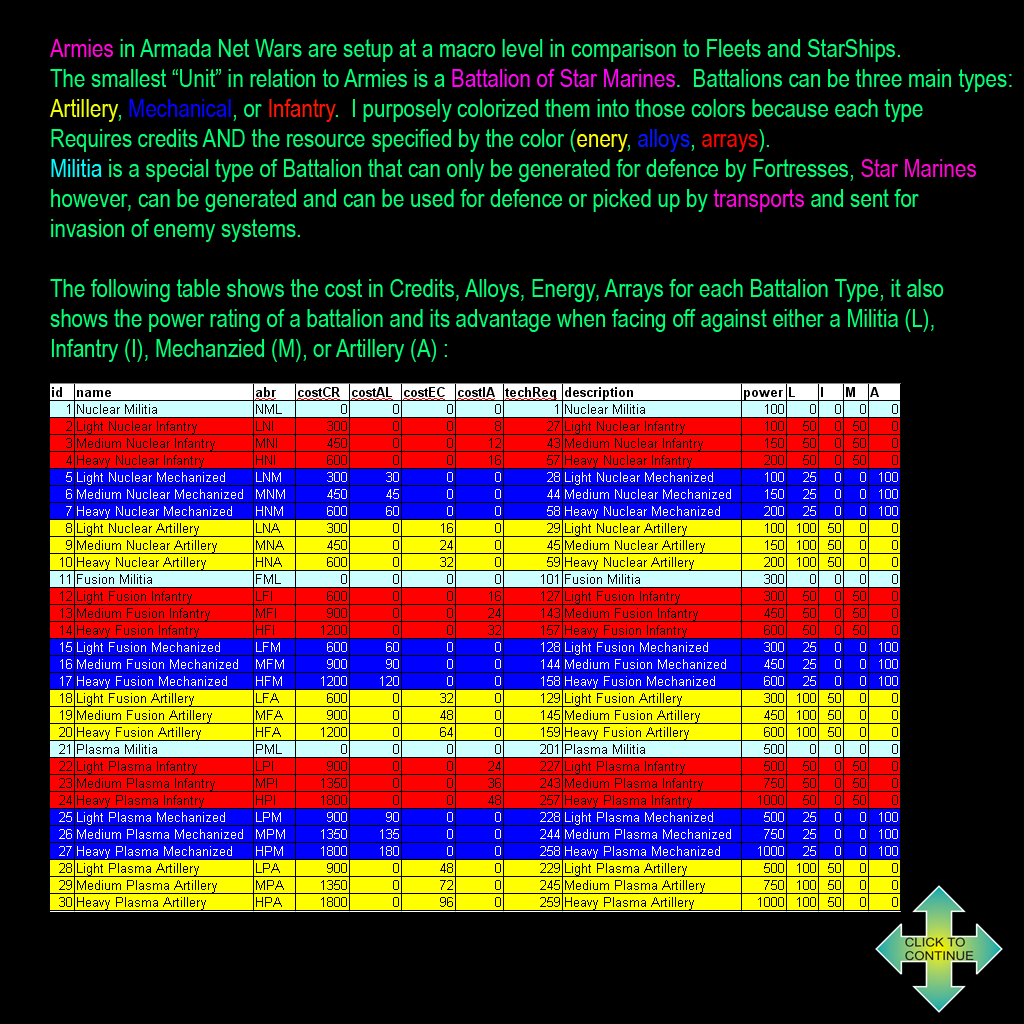 Armies in Armada Net Wars are setup at a macro level in comparison to Fleets and StarShips.
The smallest “Unit” in relation to Armies is a Battalion of Star Marines.  Battalions can be three main types:
Artillery, Mechanical, or Infantry.  I purposely colorized them into those colors because each type
Requires credits AND the resource specified by the color (enery, alloys, arrays).
Militia is a special type of Battalion that can only be generated for defence by Fortresses, Star Marines
however, can be generated and can be used for defence or picked up by transports and sent for
invasion of enemy systems.
The following table shows the cost in Credits, Alloys, Energy, Arrays for each Battalion Type, it also
shows the power rating of a battalion and its advantage when facing off against either a Militia (L),
Infantry (I), Mechanzied (M), or Artillery (A) :
id name abr costCR costAL costEC costIA techReq description power L I M A
1 Nuclear Militia NML 0 0 0 0 1 Nuclear Militia 100 0 0 0 0
2 Light Nuclear Infantry LNI 300 0 0 8 27 Light Nuclear Infantry 100 50 0 50 0
3 Medium Nuclear Infantry MNI 450 0 0 12 43 Medium Nuclear Infantry 150 50 0 50 0
4 Heavy Nuclear Infantry HNI 600 0 0 16 57 Heavy Nuclear Infantry 200 50 0 50 0
5 Light Nuclear Mechanized LNM 300 30 0 0 28 Light Nuclear Mechanized 100 25 0 0 100
6 Medium Nuclear Mechanized MNM 450 45 0 0 44 Medium Nuclear Mechanized 150 25 0 0 100
7 Heavy Nuclear Mechanized HNM 600 60 0 0 58 Heavy Nuclear Mechanized 200 25 0 0 100
8 Light Nuclear Artillery LNA 300 0 16 0 29 Light Nuclear Artillery 100 100 50 0 0
9 Medium Nuclear Artillery MNA 450 0 24 0 45 Medium Nuclear Artillery 150 100 50 0 0
10 Heavy Nuclear Artillery HNA 600 0 32 0 59 Heavy Nuclear Artillery 200 100 50 0 0
11 Fusion Militia FML 0 0 0 0 101 Fusion Militia 300 0 0 0 0
12 Light Fusion Infantry LFI 600 0 0 16 127 Light Fusion Infantry 300 50 0 50 0
13 Medium Fusion Infantry MFI 900 0 0 24 143 Medium Fusion Infantry 450 50 0 50 0
14 Heavy Fusion Infantry HFI 1200 0 0 32 157 Heavy Fusion Infantry 600 50 0 50 0
15 Light Fusion Mechanized LFM 600 60 0 0 128 Light Fusion Mechanized 300 25 0 0 100
16 Medium Fusion Mechanized MFM 900 90 0 0 144 Medium Fusion Mechanized 450 25 0 0 100
17 Heavy Fusion Mechanized HFM 1200 120 0 0 158 Heavy Fusion Mechanized 600 25 0 0 100
18 Light Fusion Artillery LFA 600 0 32 0 129 Light Fusion Artillery 300 100 50 0 0
19 Medium Fusion Artillery MFA 900 0 48 0 145 Medium Fusion Artillery 450 100 50 0 0
20 Heavy Fusion Artillery HFA 1200 0 64 0 159 Heavy Fusion Artillery 600 100 50 0 0
21 Plasma Militia PML 0 0 0 0 201 Plasma Militia 500 0 0 0 0
22 Light Plasma Infantry LPI 900 0 0 24 227 Light Plasma Infantry 500 50 0 50 0
23 Medium Plasma Infantry MPI 1350 0 0 36 243 Medium Plasma Infantry 750 50 0 50 0
24 Heavy Plasma Infantry HPI 1800 0 0 48 257 Heavy Plasma Infantry 1000 50 0 50 0
25 Light Plasma Mechanized LPM 900 90 0 0 228 Light Plasma Mechanized 500 25 0 0 100
26 Medium Plasma Mechanized MPM 1350 135 0 0 244 Medium Plasma Mechanized 750 25 0 0 100
27 Heavy Plasma Mechanized HPM 1800 180 0 0 258 Heavy Plasma Mechanized 1000 25 0 0 100
28 Light Plasma Artillery LPA 900 0 48 0 229 Light Plasma Artillery 500 100 50 0 0
29 Medium Plasma Artillery MPA 1350 0 72 0 245 Medium Plasma Artillery 750 100 50 0 0
30 Heavy Plasma Artillery HPA 1800 0 96 0 259 Heavy Plasma Artillery 1000 100 50 0 0
CLICK TO
CONTINUE